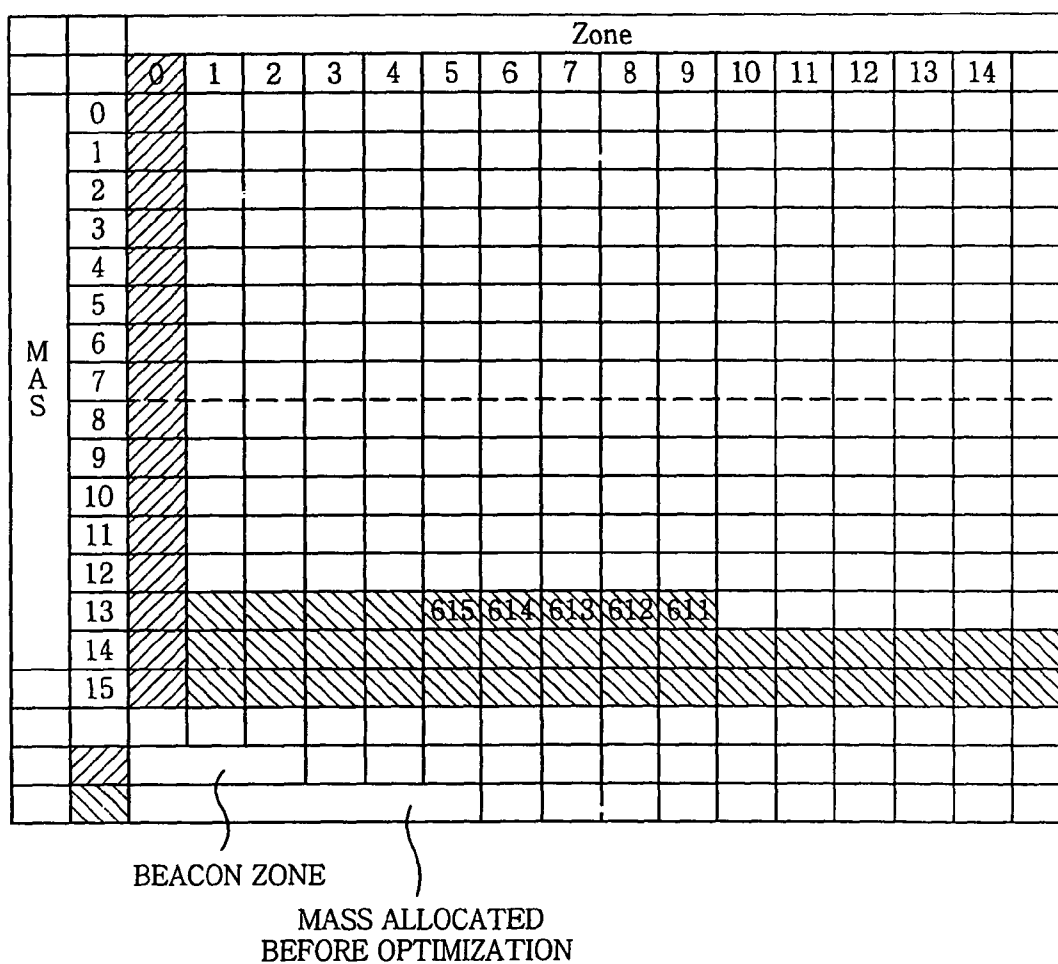 Zone
0 1 2 3 4 5 6 7 8 9 10 11 12 13 14
MAS
0
1
2
3
4
5
6
7
8
9
10
11
12
13 615 614 613 612 611
14
15
BEACON ZONE
MASS ALLOCATED
BEFORE OPTIMIZATION